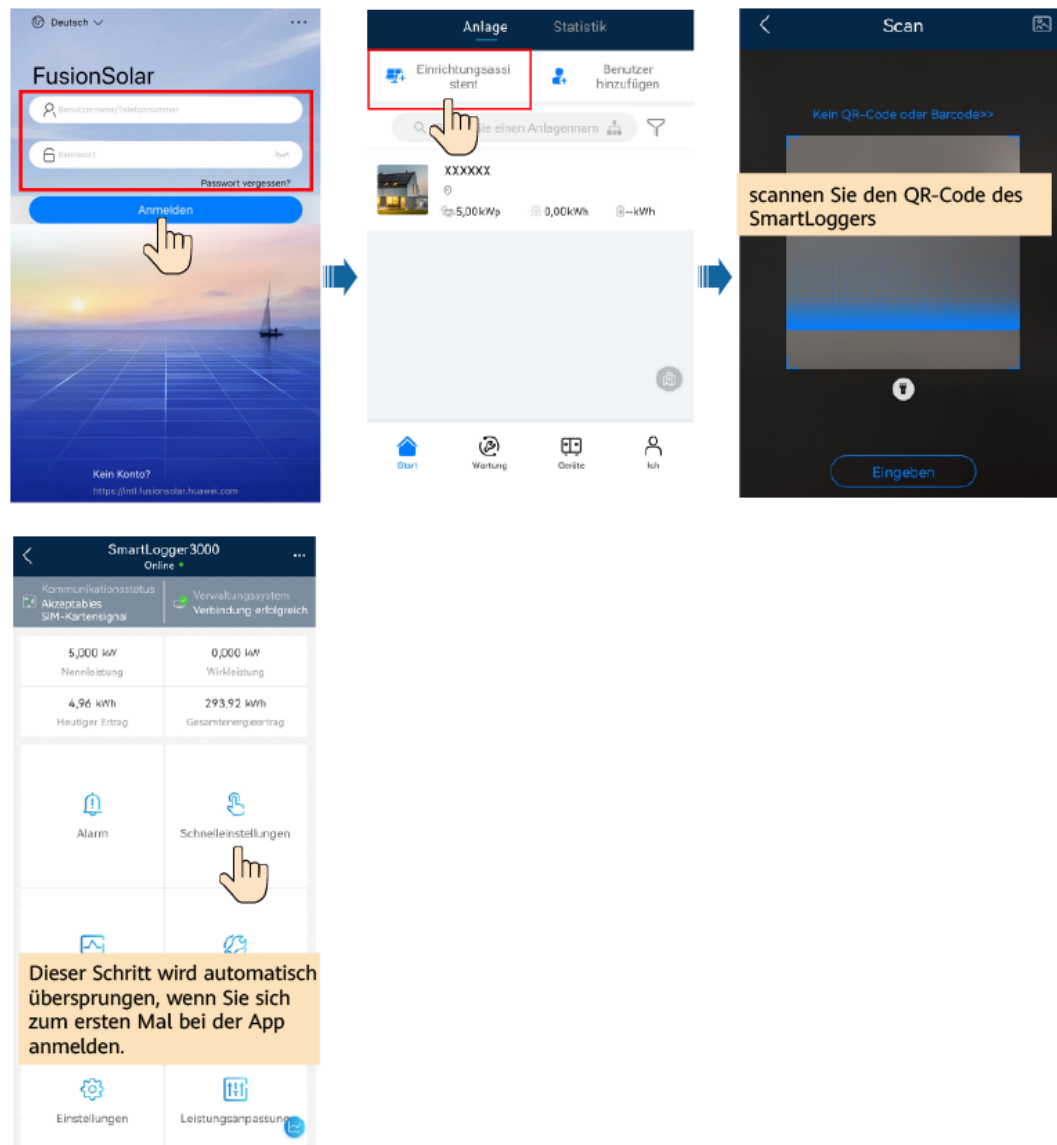 Deutsch
FusionSolar
Benutzername/Telefonnummer
Kennwort
Passwort vergessen?
Anmelden
Kein Konto?
https://intl.fusionsolar.huawei.com
Anlage Statistik
Einrichtungsassi
stent
Benutzer
hinzufügen
Sie einen Anlagennam
XXXXXX
5,00kWp 0,00kWh --kWh
Start Wartung Geräte Ich
Scan
Kein QR-Code oder Barcode>>
scannen Sie den QR-Code des
SmartLoggers
Eingeben
SmartLogger3000
Online
Kommunikationsstatus
Akzeptables
SIM-Kartensignal
Verwaltungssystem
Verbindung erfolgreich
5,000 kW 0,000 kW
Nennleistung Wirkleistung
4,96 kWh 293,92 kWh
Heutiger Ertrag Gesamtenergieertrag
Alarm Schnelleinstellungen
Dieser Schritt wird automatisch
übersprungen, wenn Sie sich
zum ersten Mal bei der App
anmelden.
Einstellungen Leistungsanpassung